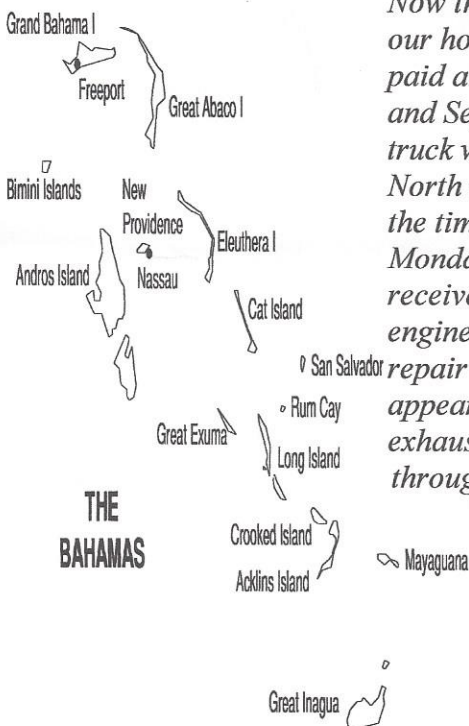 Grand Bahama I
Freeport
Great Abaco I
Bimini Islands
New
Providence
Nassau
Eleuthera I
Andros Island
Cat Island
San Salvador
Rum Cay
Great Exuma
Long Island
THE
BAHAMAS
Crooked Island
Acklins Island
Mayaguana
Great Inagua
our ho
paid a
and Se
truck w
North
the tim
Monda
receive
engine
repair
appear
exhaus
throug